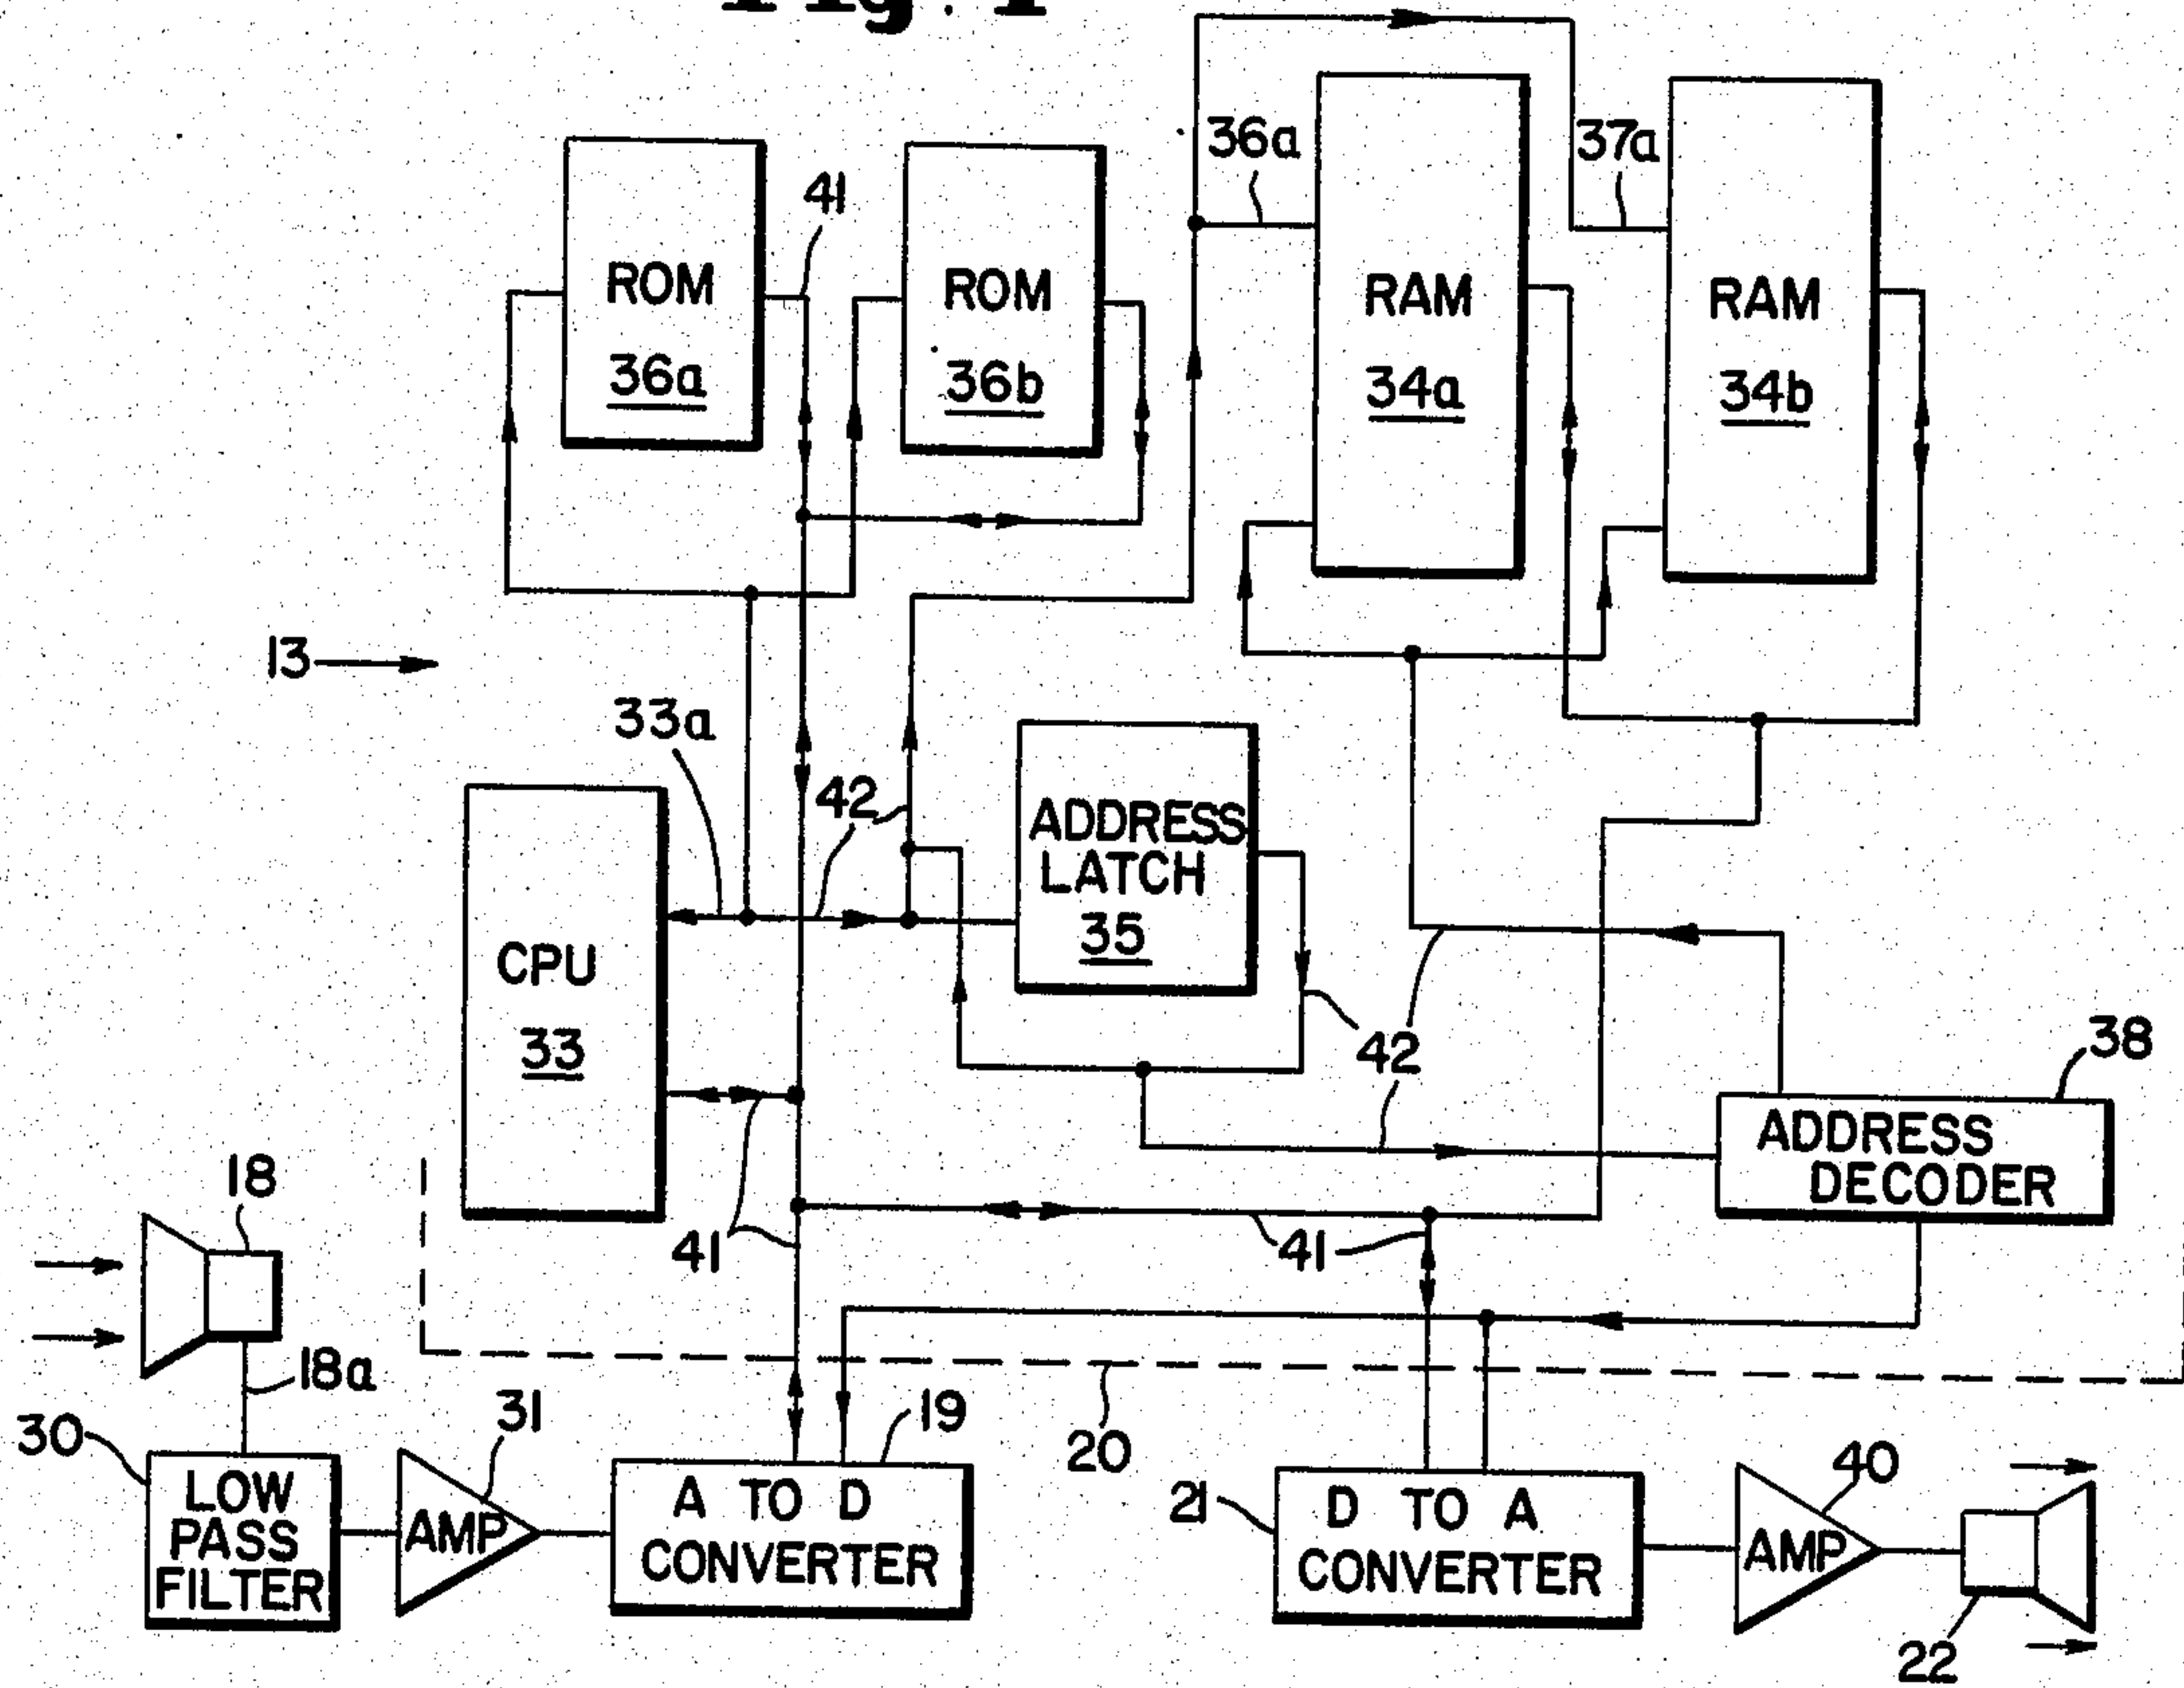 36a
37a
41
ROM
36a
ROM
36b
RAM
34a
RAM
34b
13
33a
42
ADDRESS
LATCH
35
CPU
33
42
38
ADDRESS
DECODER
18
41
41
18a
30
31
19
20
21
40
LOW
PASS
FILTER
AMP
A TO D
CONVERTER
D TO A
CONVERTER
AMP
22